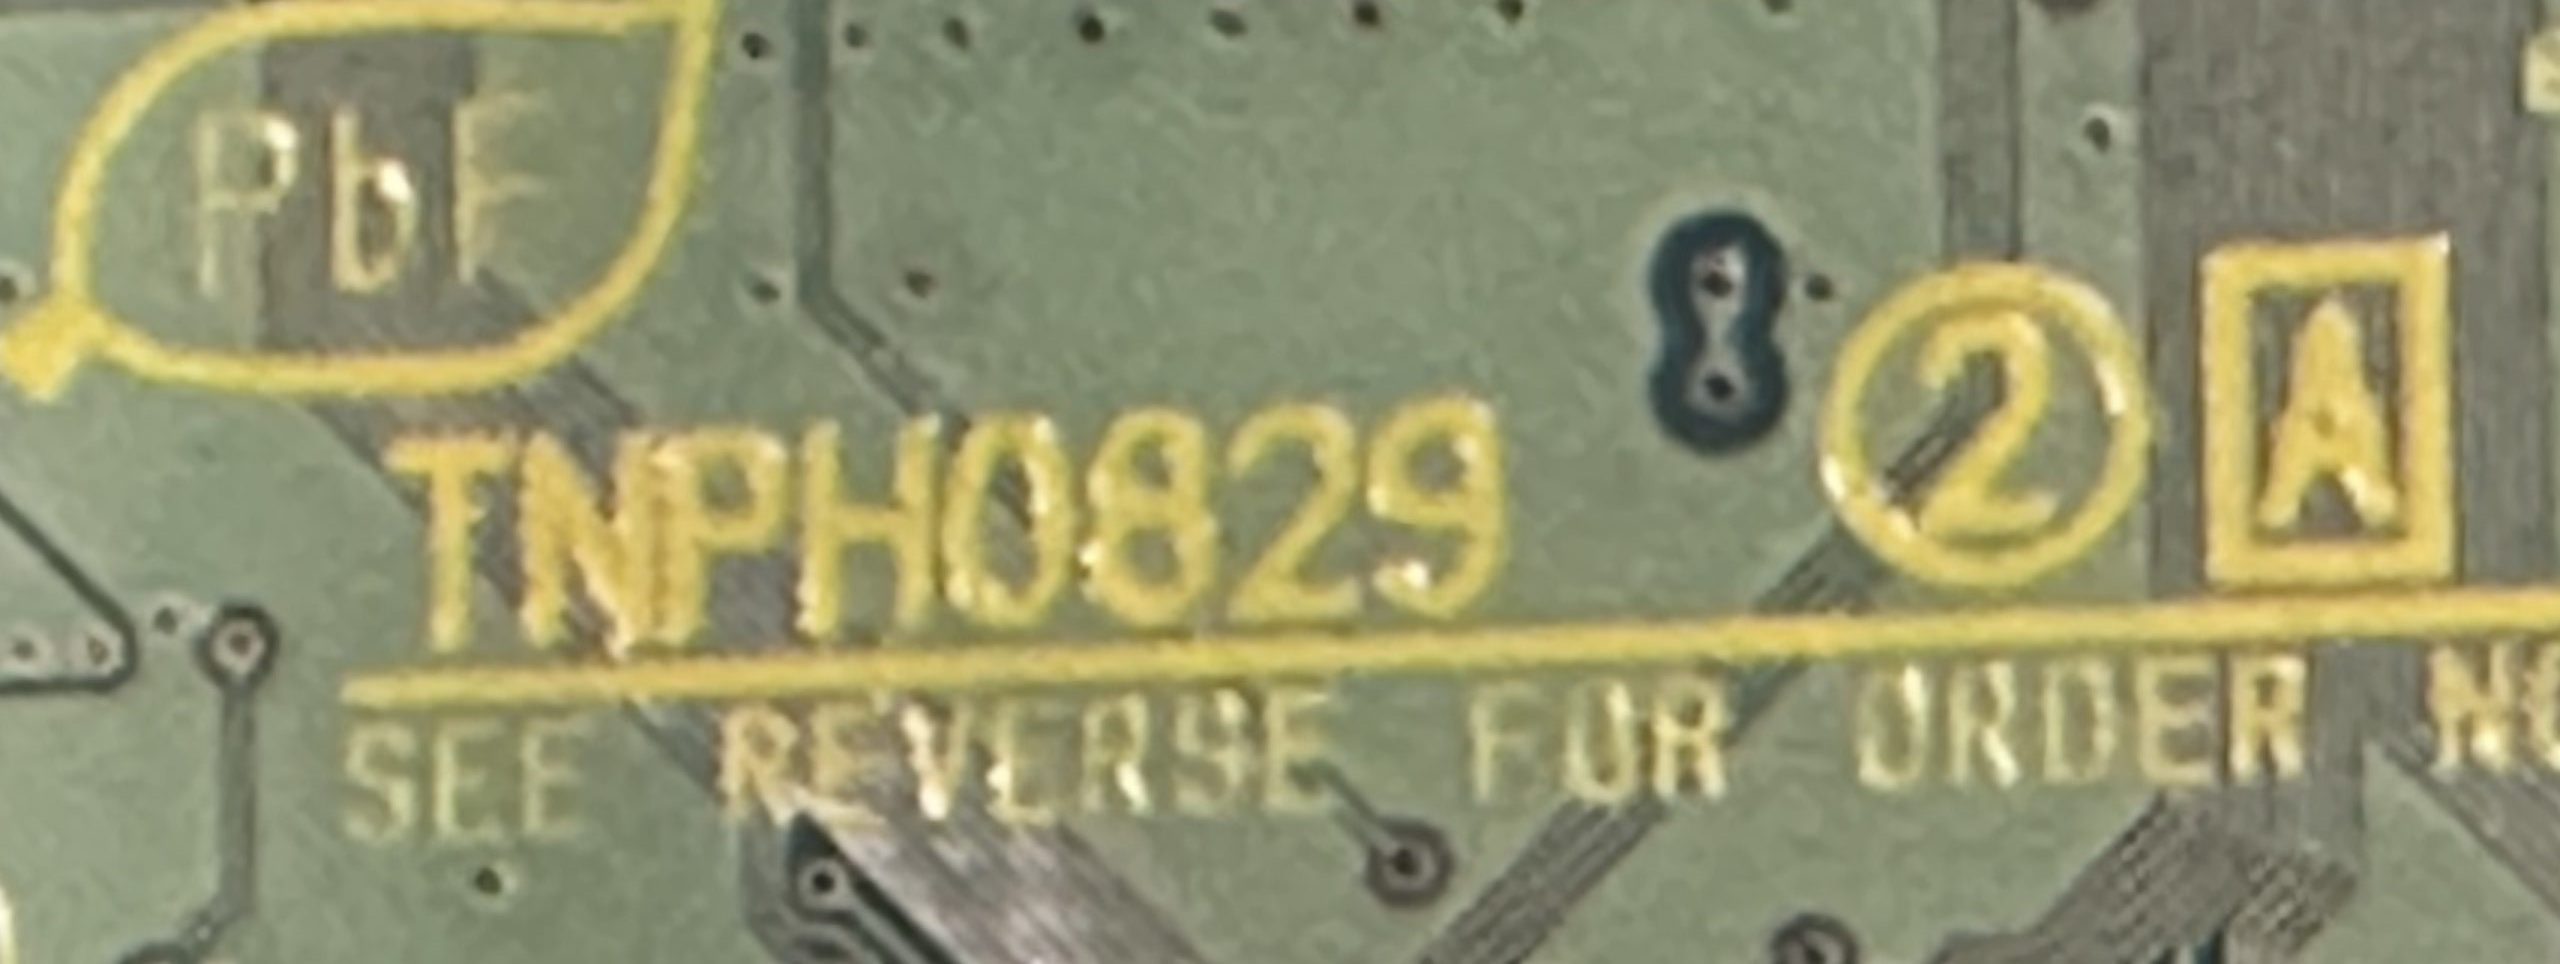 PbF
TNPH0829 2 A
SEE REVERSE FOR ORDER